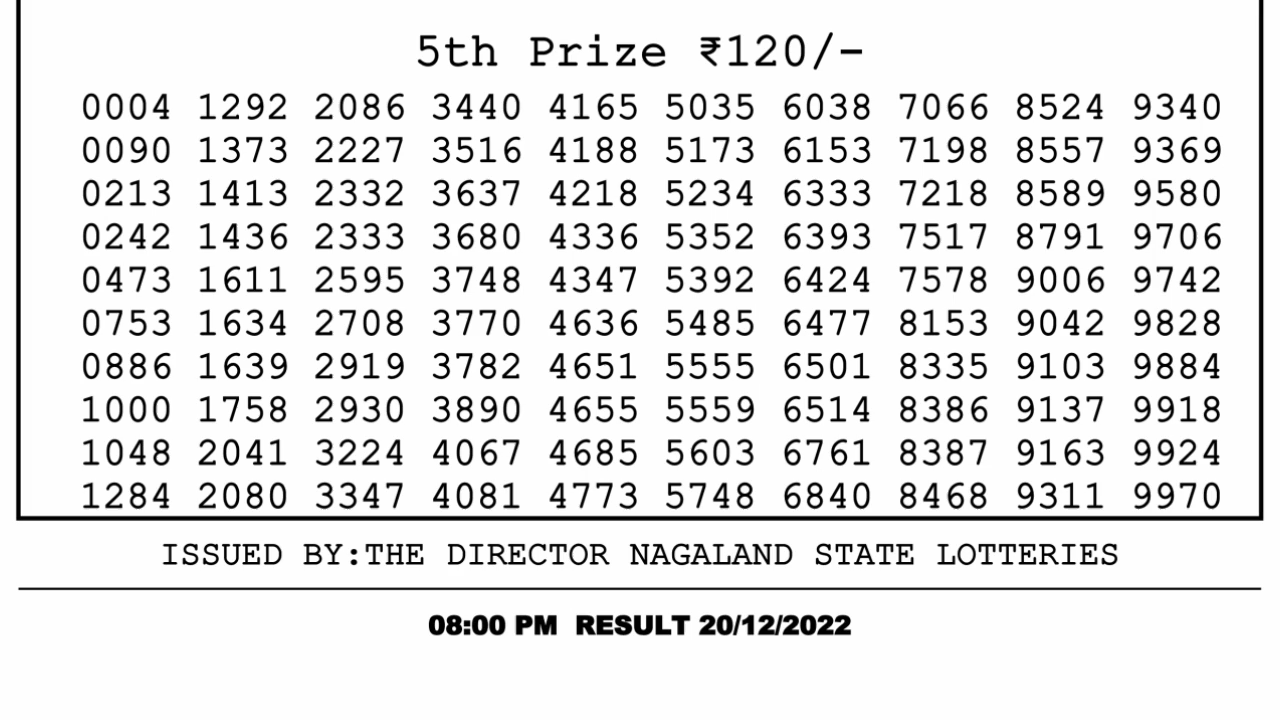 5th Prize ₹120/-
0004 1292 2086 3440 4165 5035 6038 7066 8524 9340
0090 1373 2227 3516 4188 5173 6153 7198 8557 9369
0213 1413 2332 3637 4218 5234 6333 7218 8589 9580
0242 1436 2333 3680 4336 5352 6393 7517 8791 9706
0473 1611 2595 3748 4347 5392 6424 7578 9006 9742
0753 1634 2708 3770 4636 5485 6477 8153 9042 9828
0886 1639 2919 3782 4651 5555 6501 8335 9103 9884
1000 1758 2930 3890 4655 5559 6514 8386 9137 9918
1048 2041 3224 4067 4685 5603 6761 8387 9163 9924
1284 2080 3347 4081 4773 5748 6840 8468 9311 9970
ISSUED BY:THE DIRECTOR NAGALAND STATE LOTTERIES
08:00 PM RESULT 20/12/2022